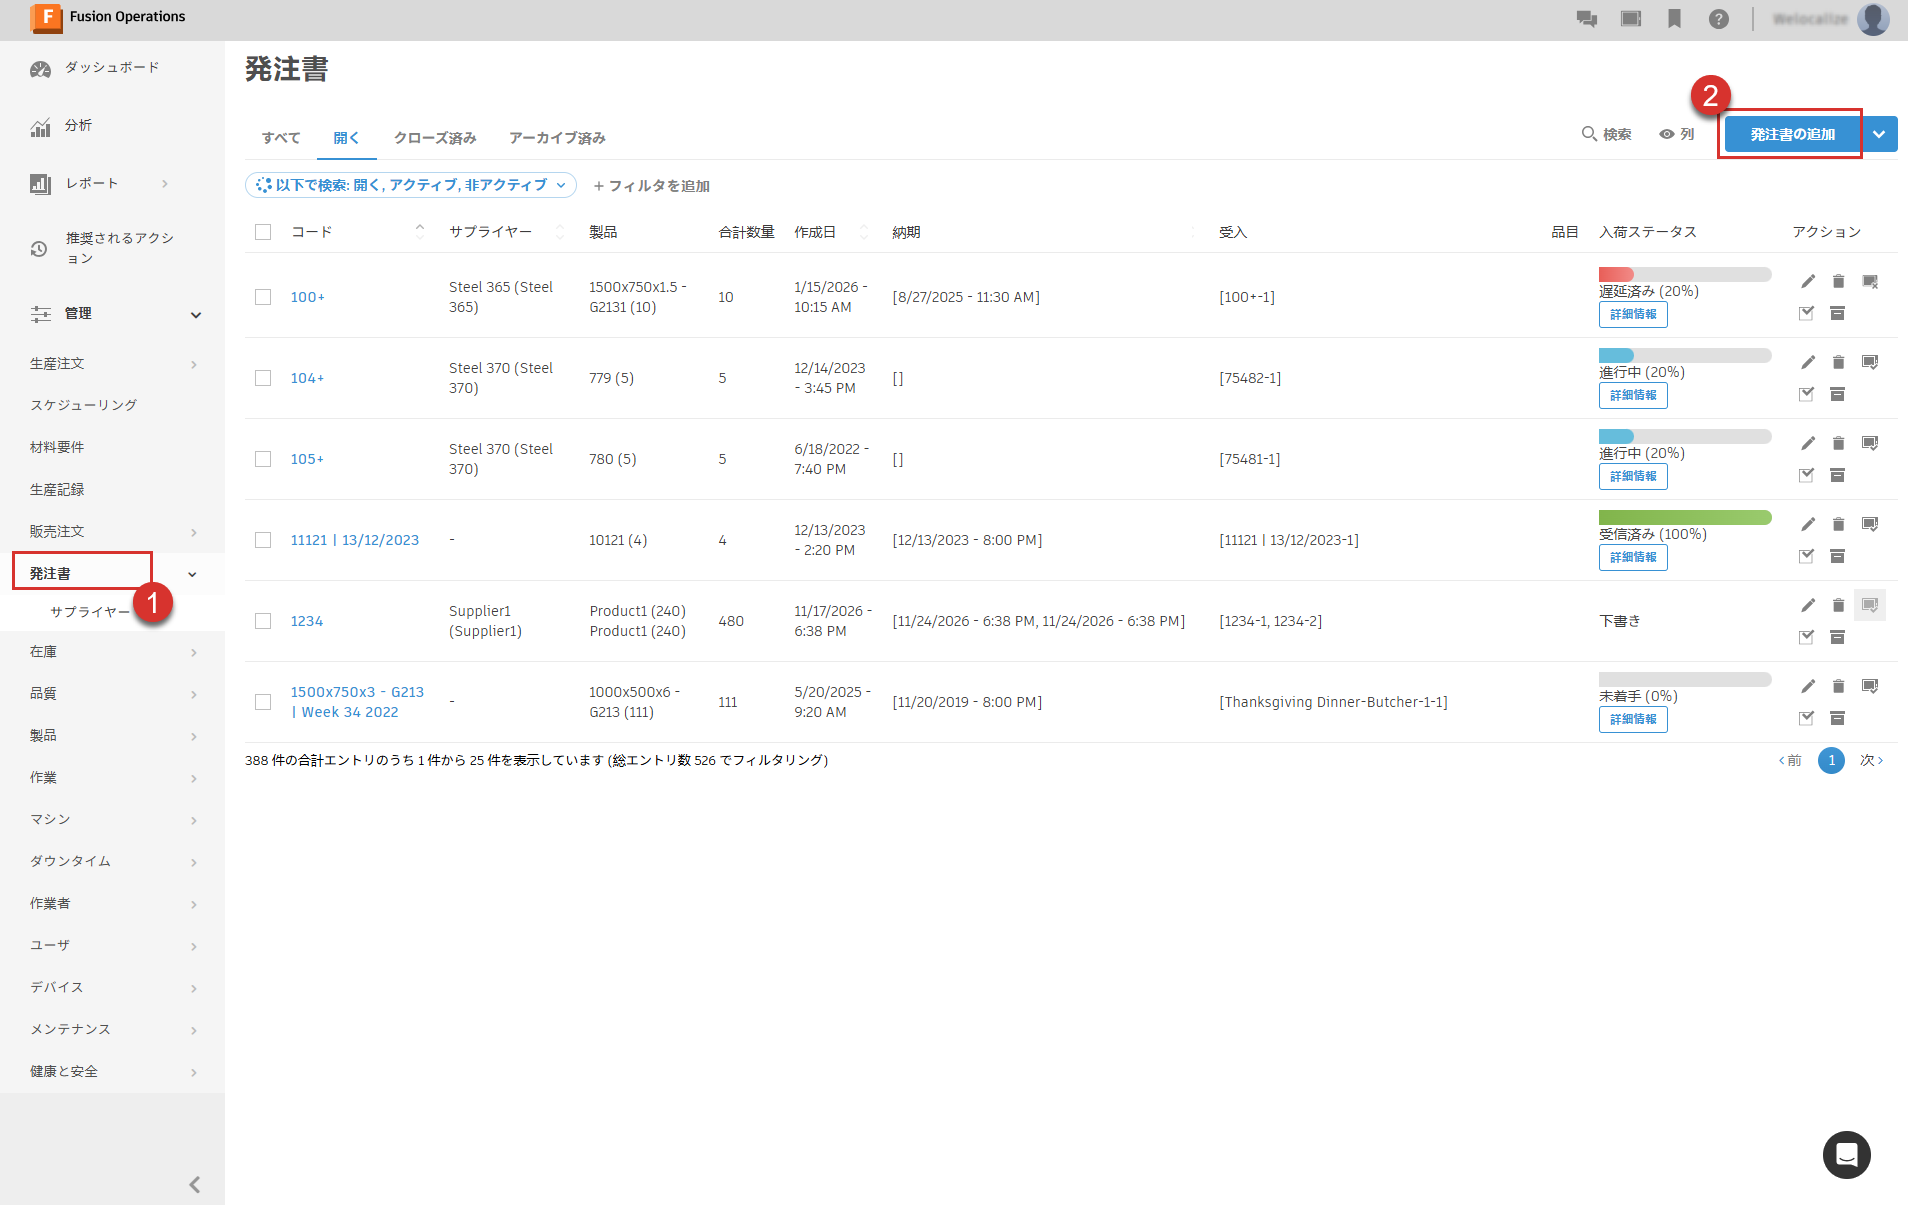 Fusion Operations
Welocalize
ダッシュボード
分析
レポート
推奨されるアクシ
ョン
管理
生産注文
スケジューリング
材料要件
生産記録
販売注文
発注書
サプライヤー
1
在庫
品質
製品
作業
マシン
ダウンタイム
作業者
ユーザ
デバイス
メンテナンス
健康と安全
発注書
すべて 開く クローズ済み アーカイブ済み
検索 列 2 発注書の追加
以下で検索: 開く, アクティブ, 非アクティブ + フィルタを追加
コード サプライヤー 製品 合計数量 作成日 納期 受入 品目 入荷ステータス アクション
100+ Steel 365 (Steel 365) 1500x750x1.5 - G2131 (10) 10 1/15/2026 - 10:15 AM [8/27/2025 - 11:30 AM] [100+-1] 遅延済み (20%) 詳細情報
104+ Steel 370 (Steel 370) 779 (5) 5 12/14/2023 - 3:45 PM [] [75482-1] 進行中 (20%) 詳細情報
105+ Steel 370 (Steel 370) 780 (5) 5 6/18/2022 - 7:40 PM [] [75481-1] 進行中 (20%) 詳細情報
11121 | 13/12/2023 - 10121 (4) 4 12/13/2023 - 2:20 PM [12/13/2023 - 8:00 PM] [11121 | 13/12/2023-1] 受信済み (100%) 詳細情報
1234 Supplier1 (Supplier1) Product1 (240) Product1 (240) 480 11/17/2026 - 6:38 PM [11/24/2026 - 6:38 PM, 11/24/2026 - 6:38 PM] [1234-1, 1234-2] 下書き
1500x750x3 - G213 | Week 34 2022 - 1000x500x6 - G213 (111) 111 5/20/2025 - 9:20 AM [11/20/2019 - 8:00 PM] [Thanksgiving Dinner-Butcher-1-1] 未着手 (0%) 詳細情報
388 件の合計エントリのうち 1 件から 25 件を表示しています (総エントリ数 526 でフィルタリング)
前 1 次